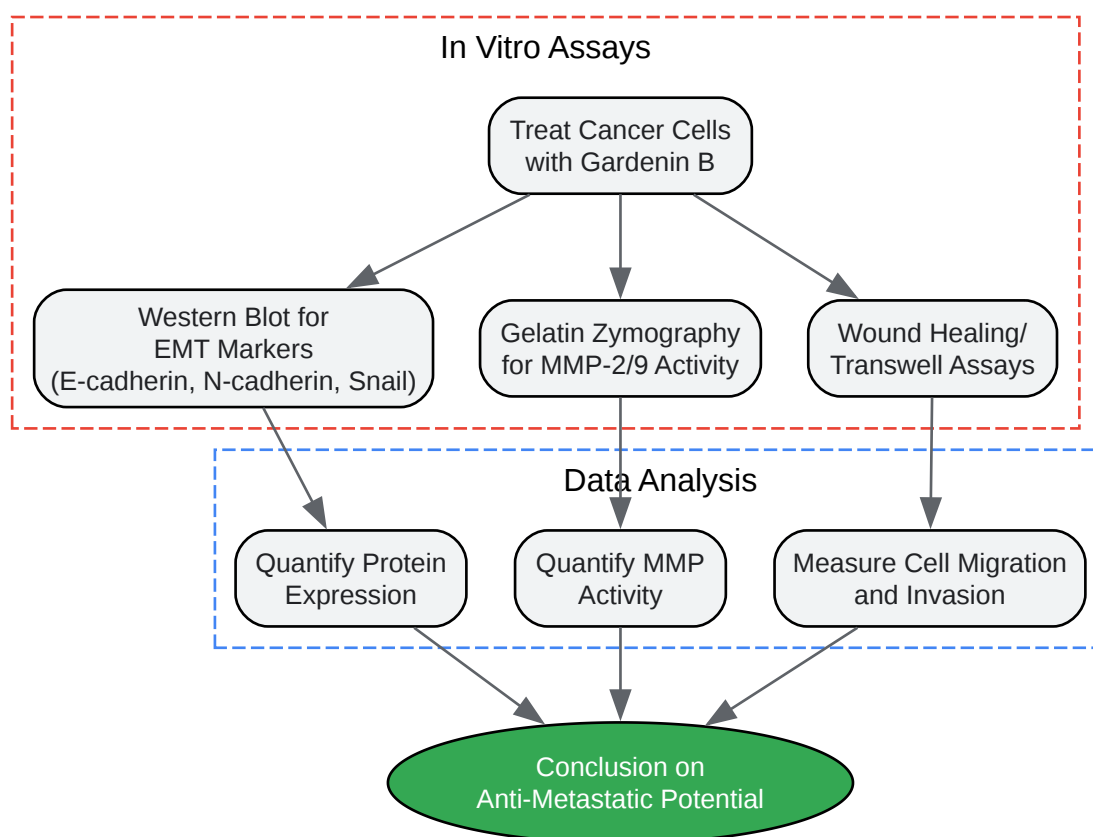 In Vitro Assays
Treat Cancer Cells
with Gardenin B
Western Blot for
EMT Markers
(E-cadherin, N-cadherin, Snail)
Gelatin Zymography
for MMP-2/9 Activity
Wound Healing/
Transwell Assays
Data Analysis
Quantify Protein
Expression
Quantify MMP
Activity
Measure Cell Migration
and Invasion
Conclusion on
Anti-Metastatic Potential